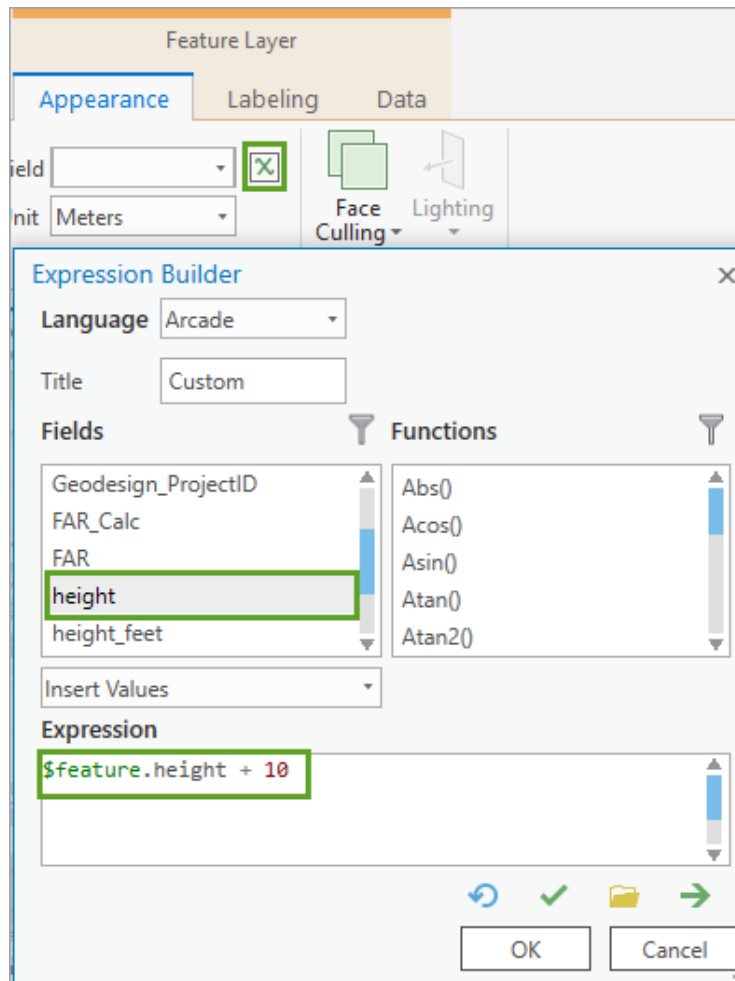 Feature Layer
Appearance Labeling Data
ield
nit Meters
Face Culling Lighting
Expression Builder
Language Arcade
Title Custom
Fields Functions
Geodesign_ProjectID Abs()
FAR_Calc Acos()
FAR Asin()
height Atan()
height_feet Atan2()
Insert Values
Expression
$feature.height + 10
OK Cancel